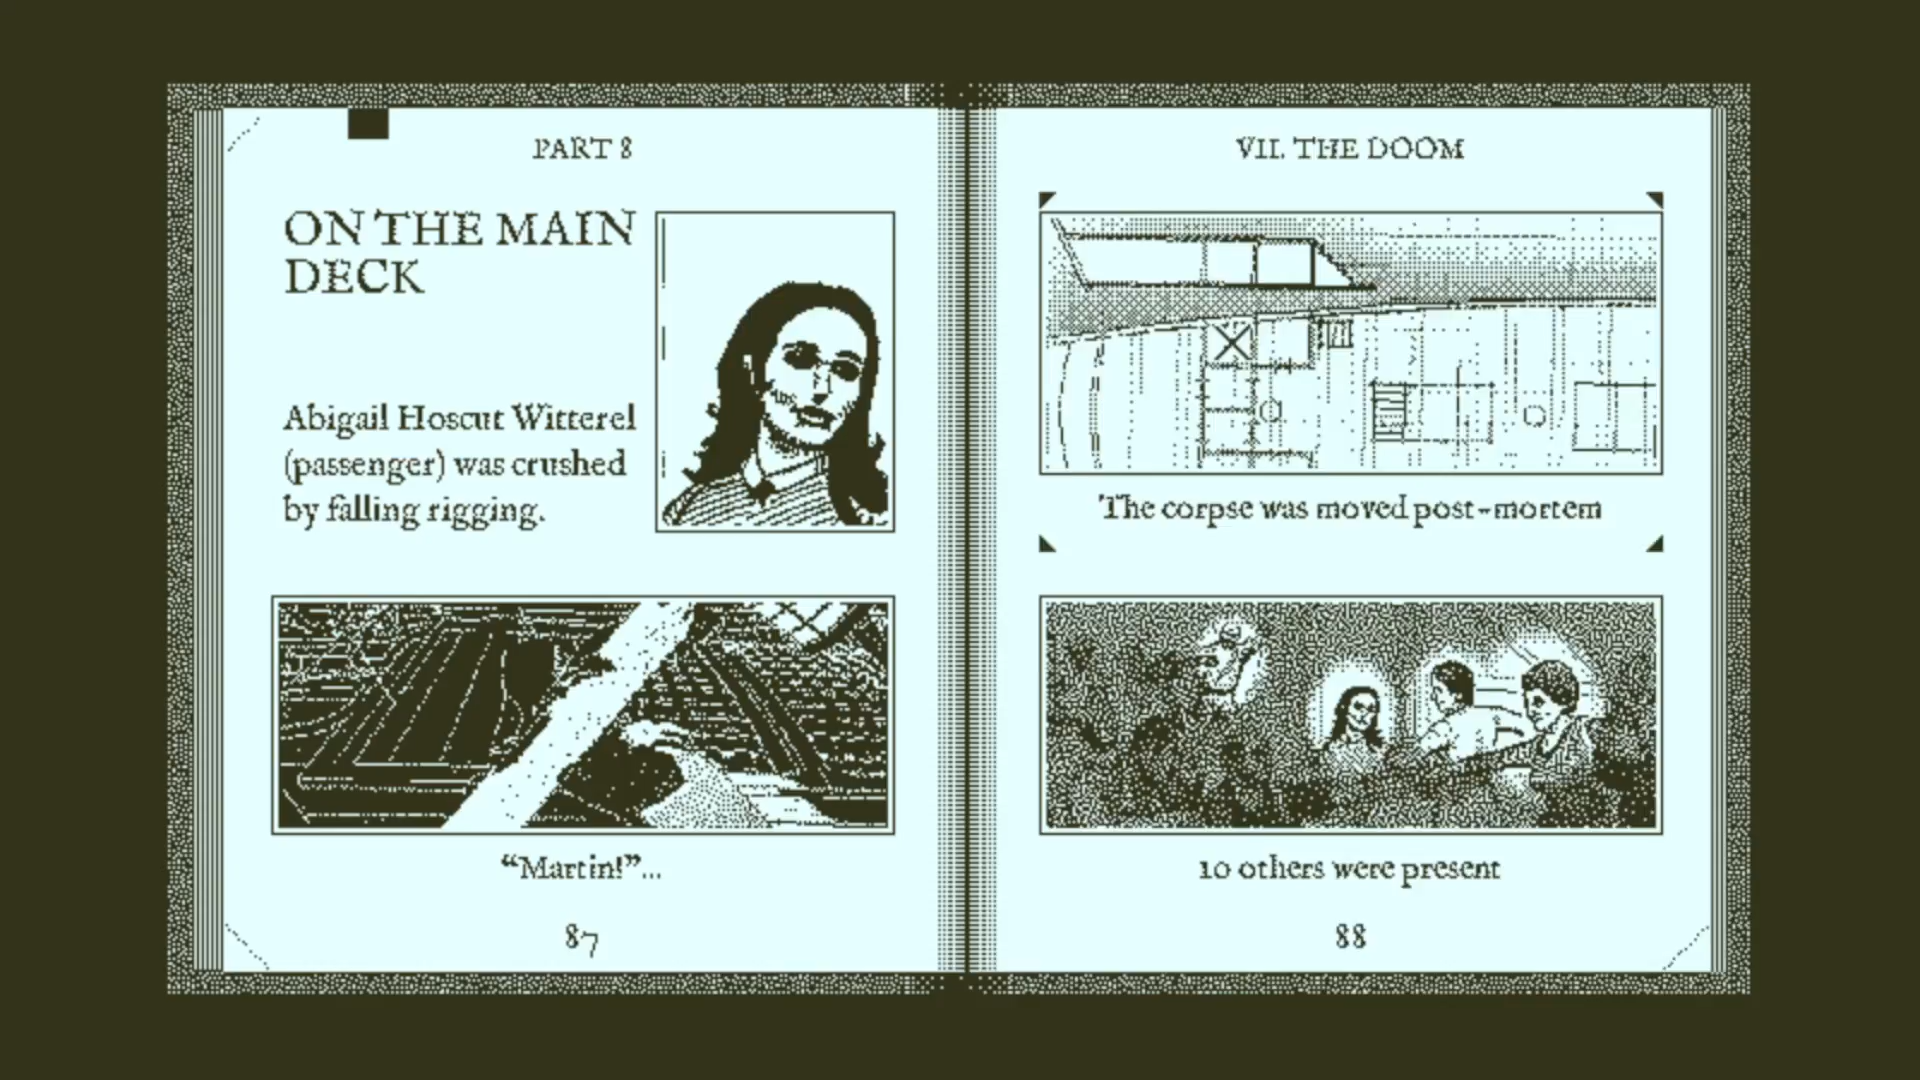 PART 8
ON THE MAIN
DECK
Abigail Hoscut Witterel
(passenger) was crushed
by falling rigging.
“Martin!”...
87
VII. THE DOOM
The corpse was moved post-mortem
10 others were present
88